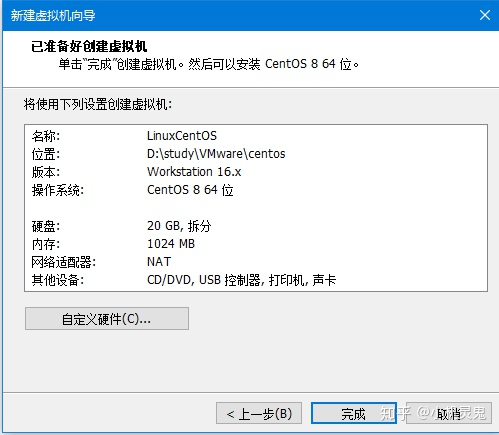 新建虚拟机向导
已准备好创建虚拟机
单击“完成”创建虚拟机。然后可以安装 CentOS 8 64 位。
将使用下列设置创建虚拟机:
名称: LinuxCentOS
位置: D:\study\VMware\centos
版本: Workstation 16.x
操作系统: CentOS 8 64 位
硬盘: 20 GB, 拆分
内存: 1024 MB
网络适配器: NAT
其他设备: CD/DVD, USB 控制器, 打印机, 声卡
自定义硬件(C)...
< 上一步(B) 完成 取消
知乎